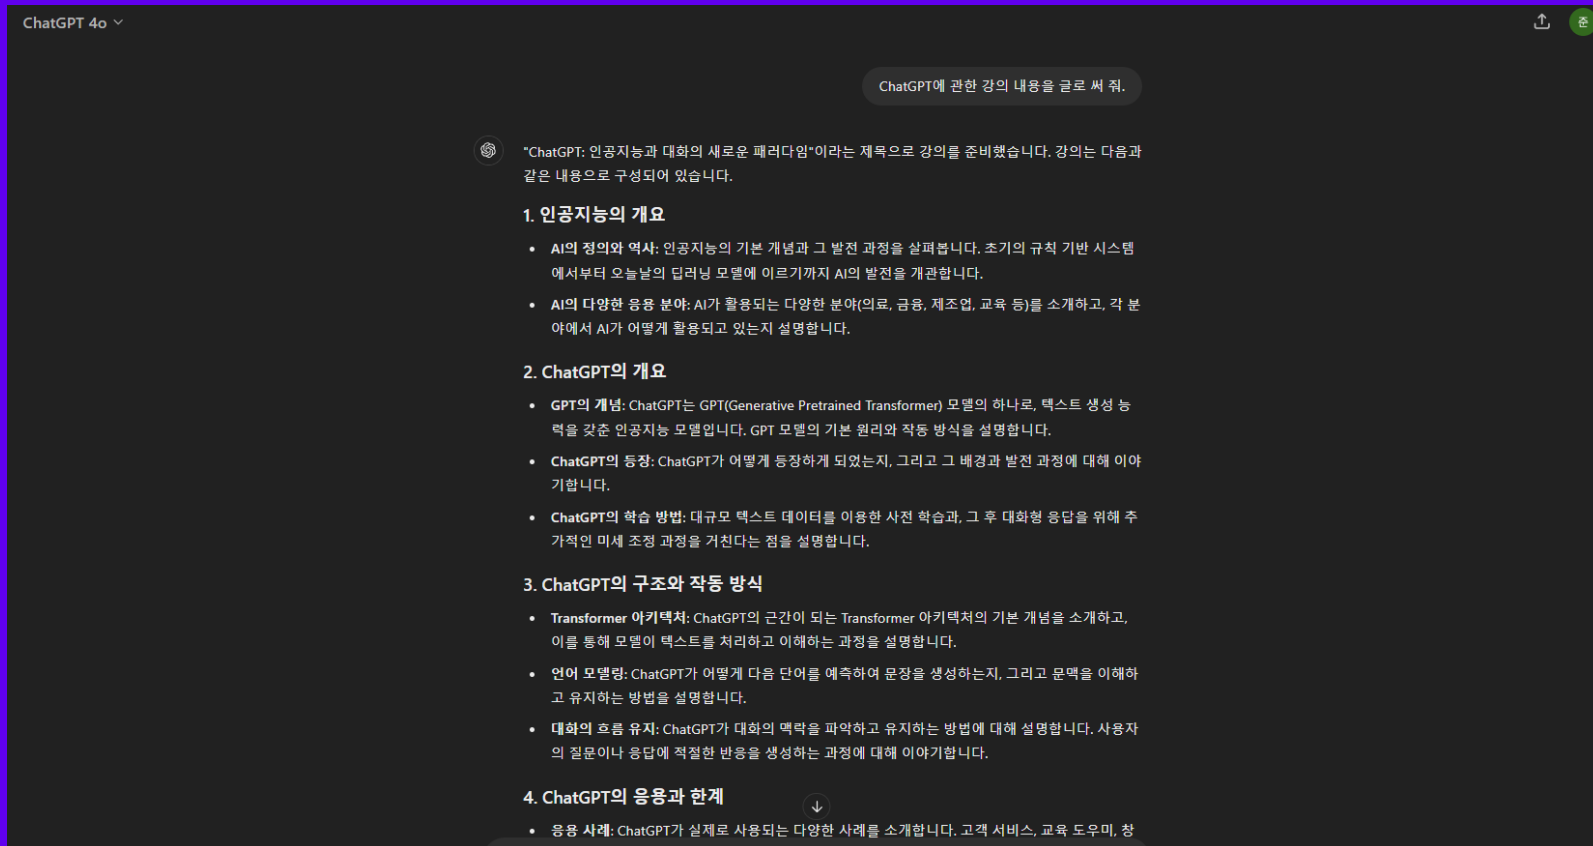 ChatGPT 4o
준
ChatGPT에 관한 강의 내용을 글로 써 줘.
"ChatGPT: 인공지능과 대화의 새로운 패러다임"이라는 제목으로 강의를 준비했습니다. 강의는 다음과
같은 내용으로 구성되어 있습니다.
1. 인공지능의 개요
• AI의 정의와 역사: 인공지능의 기본 개념과 그 발전 과정을 살펴봅니다. 초기의 규칙 기반 시스템
에서부터 오늘날의 딥러닝 모델에 이르기까지 AI의 발전을 개관합니다.
• AI의 다양한 응용 분야: AI가 활용되는 다양한 분야(의료, 금융, 제조업, 교육 등)를 소개하고, 각 분
야에서 AI가 어떻게 활용되고 있는지 설명합니다.
2. ChatGPT의 개요
• GPT의 개념: ChatGPT는 GPT(Generative Pretrained Transformer) 모델의 하나로, 텍스트 생성 능
력을 갖춘 인공지능 모델입니다. GPT 모델의 기본 원리와 작동 방식을 설명합니다.
• ChatGPT의 등장: ChatGPT가 어떻게 등장하게 되었는지, 그리고 그 배경과 발전 과정에 대해 이야
기합니다.
• ChatGPT의 학습 방법: 대규모 텍스트 데이터를 이용한 사전 학습과, 그 후 대화형 응답을 위해 추
가적인 미세 조정 과정을 거친다는 점을 설명합니다.
3. ChatGPT의 구조와 작동 방식
• Transformer 아키텍처: ChatGPT의 근간이 되는 Transformer 아키텍처의 기본 개념을 소개하고,
이를 통해 모델이 텍스트를 처리하고 이해하는 과정을 설명합니다.
• 언어 모델링: ChatGPT가 어떻게 다음 단어를 예측하여 문장을 생성하는지, 그리고 문맥을 이해하
고 유지하는 방법을 설명합니다.
• 대화의 흐름 유지: ChatGPT가 대화의 맥락을 파악하고 유지하는 방법에 대해 설명합니다. 사용자
의 질문이나 응답에 적절한 반응을 생성하는 과정에 대해 이야기합니다.
4. ChatGPT의 응용과 한계
• 응용 사례: ChatGPT가 실제로 사용되는 다양한 사례를 소개합니다. 고객 서비스, 교육 도우미, 창